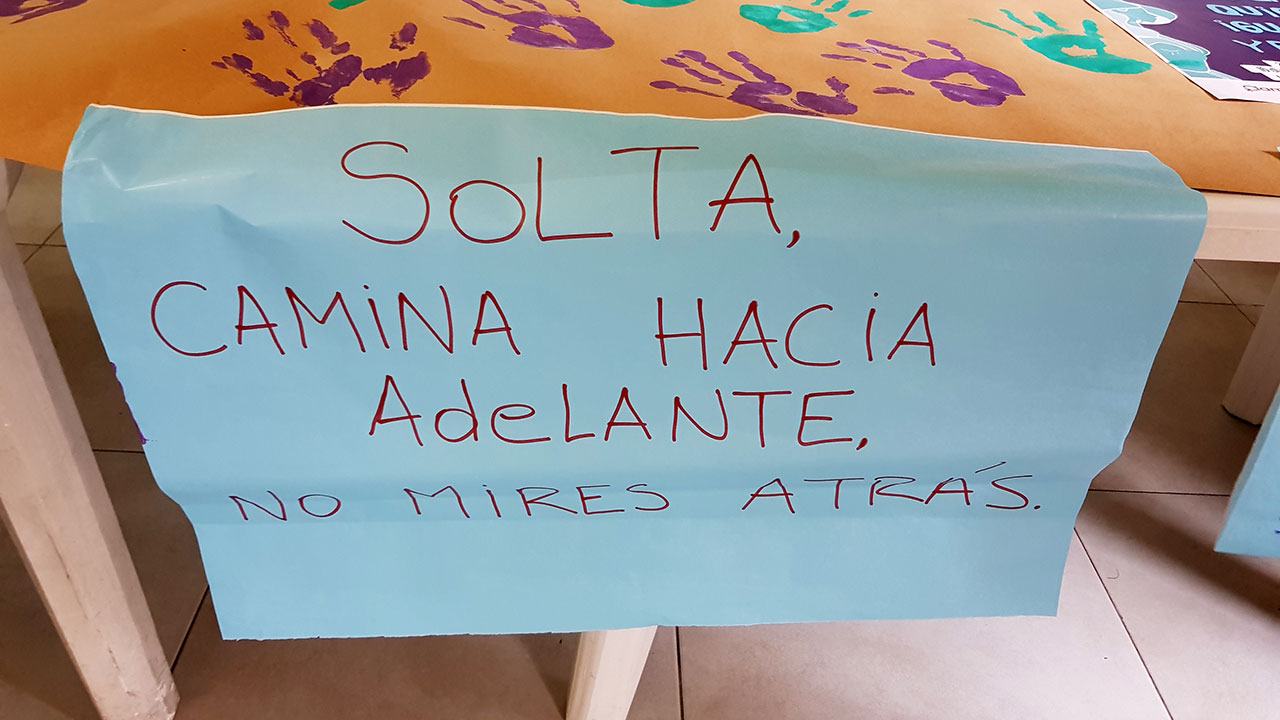 SOLTA,
CAMINA HACIA
ADELANTE,
NO MIRES ATRÁS.